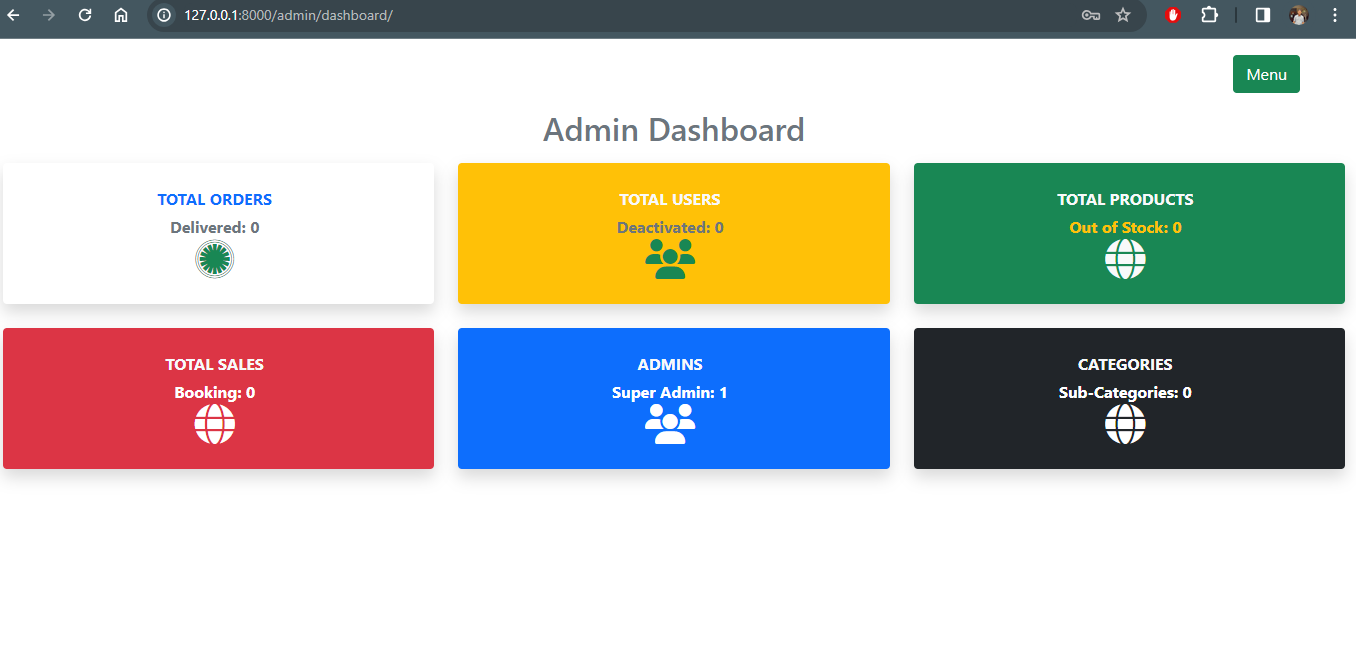 127.0.0.1:8000/admin/dashboard/
Menu
Admin Dashboard
TOTAL ORDERS
Delivered: 0
TOTAL USERS
Deactivated: 0
TOTAL PRODUCTS
Out of Stock: 0
TOTAL SALES
Booking: 0
ADMINS
Super Admin: 1
CATEGORIES
Sub-Categories: 0